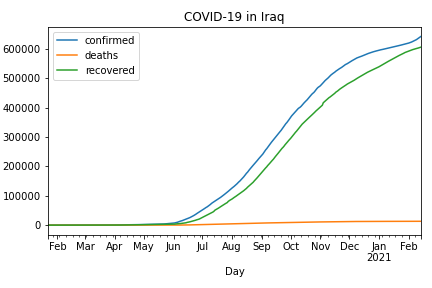 COVID-19 in Iraq
confirmed
deaths
recovered
600000
500000
400000
300000
200000
100000
0
Feb Mar Apr May Jun Jul Aug Sep Oct Nov Dec Jan Feb
2021
Day